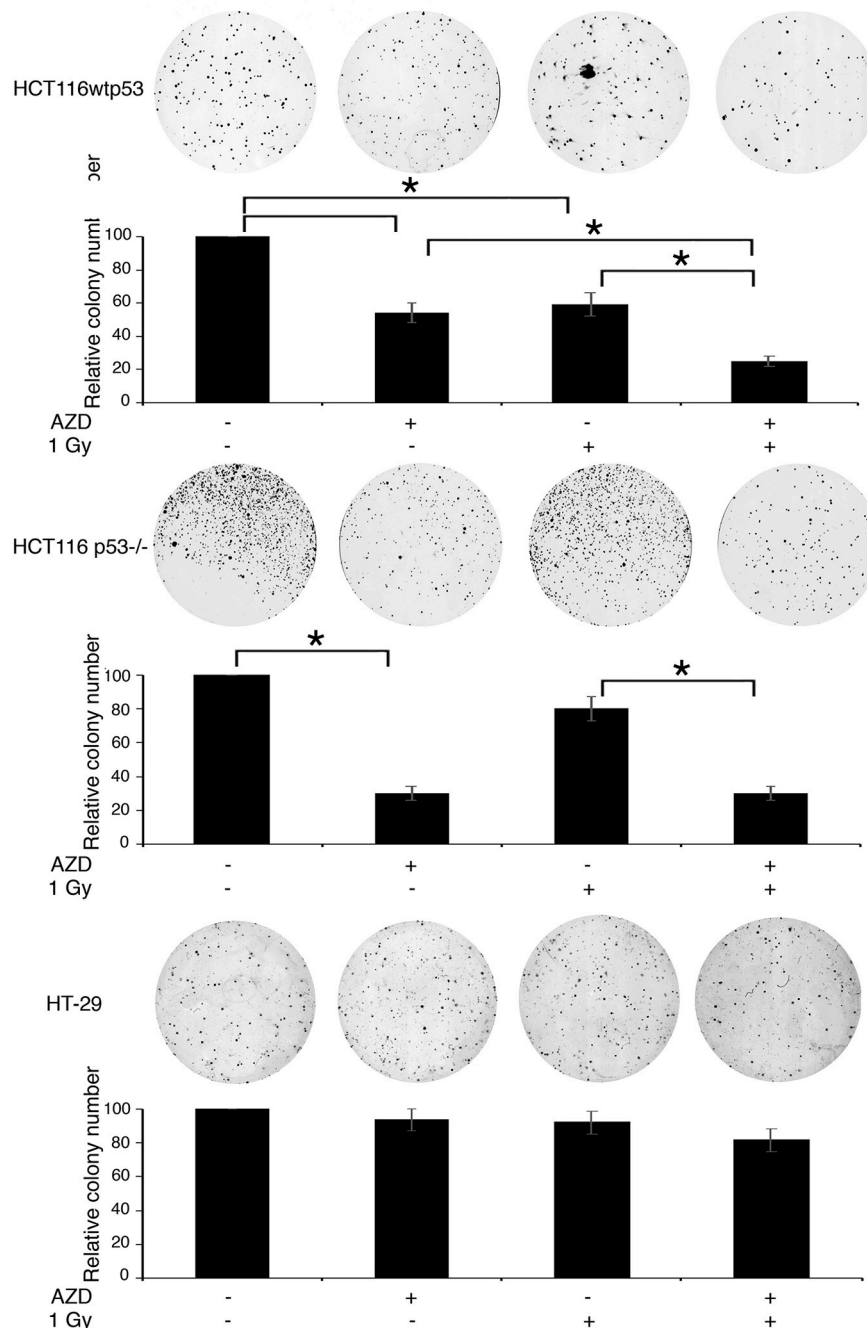 HCT116wtp53
Relative colony number
*
*
*
100
80
60
40
20
0
AZD - + - +
1 Gy - - + +
HCT116 p53-/-
Relative colony number
*
*
100
80
60
40
20
0
AZD - + - +
1 Gy - - + +
HT-29
Relative colony number
100
80
60
40
20
0
AZD - + - +
1 Gy - - + +